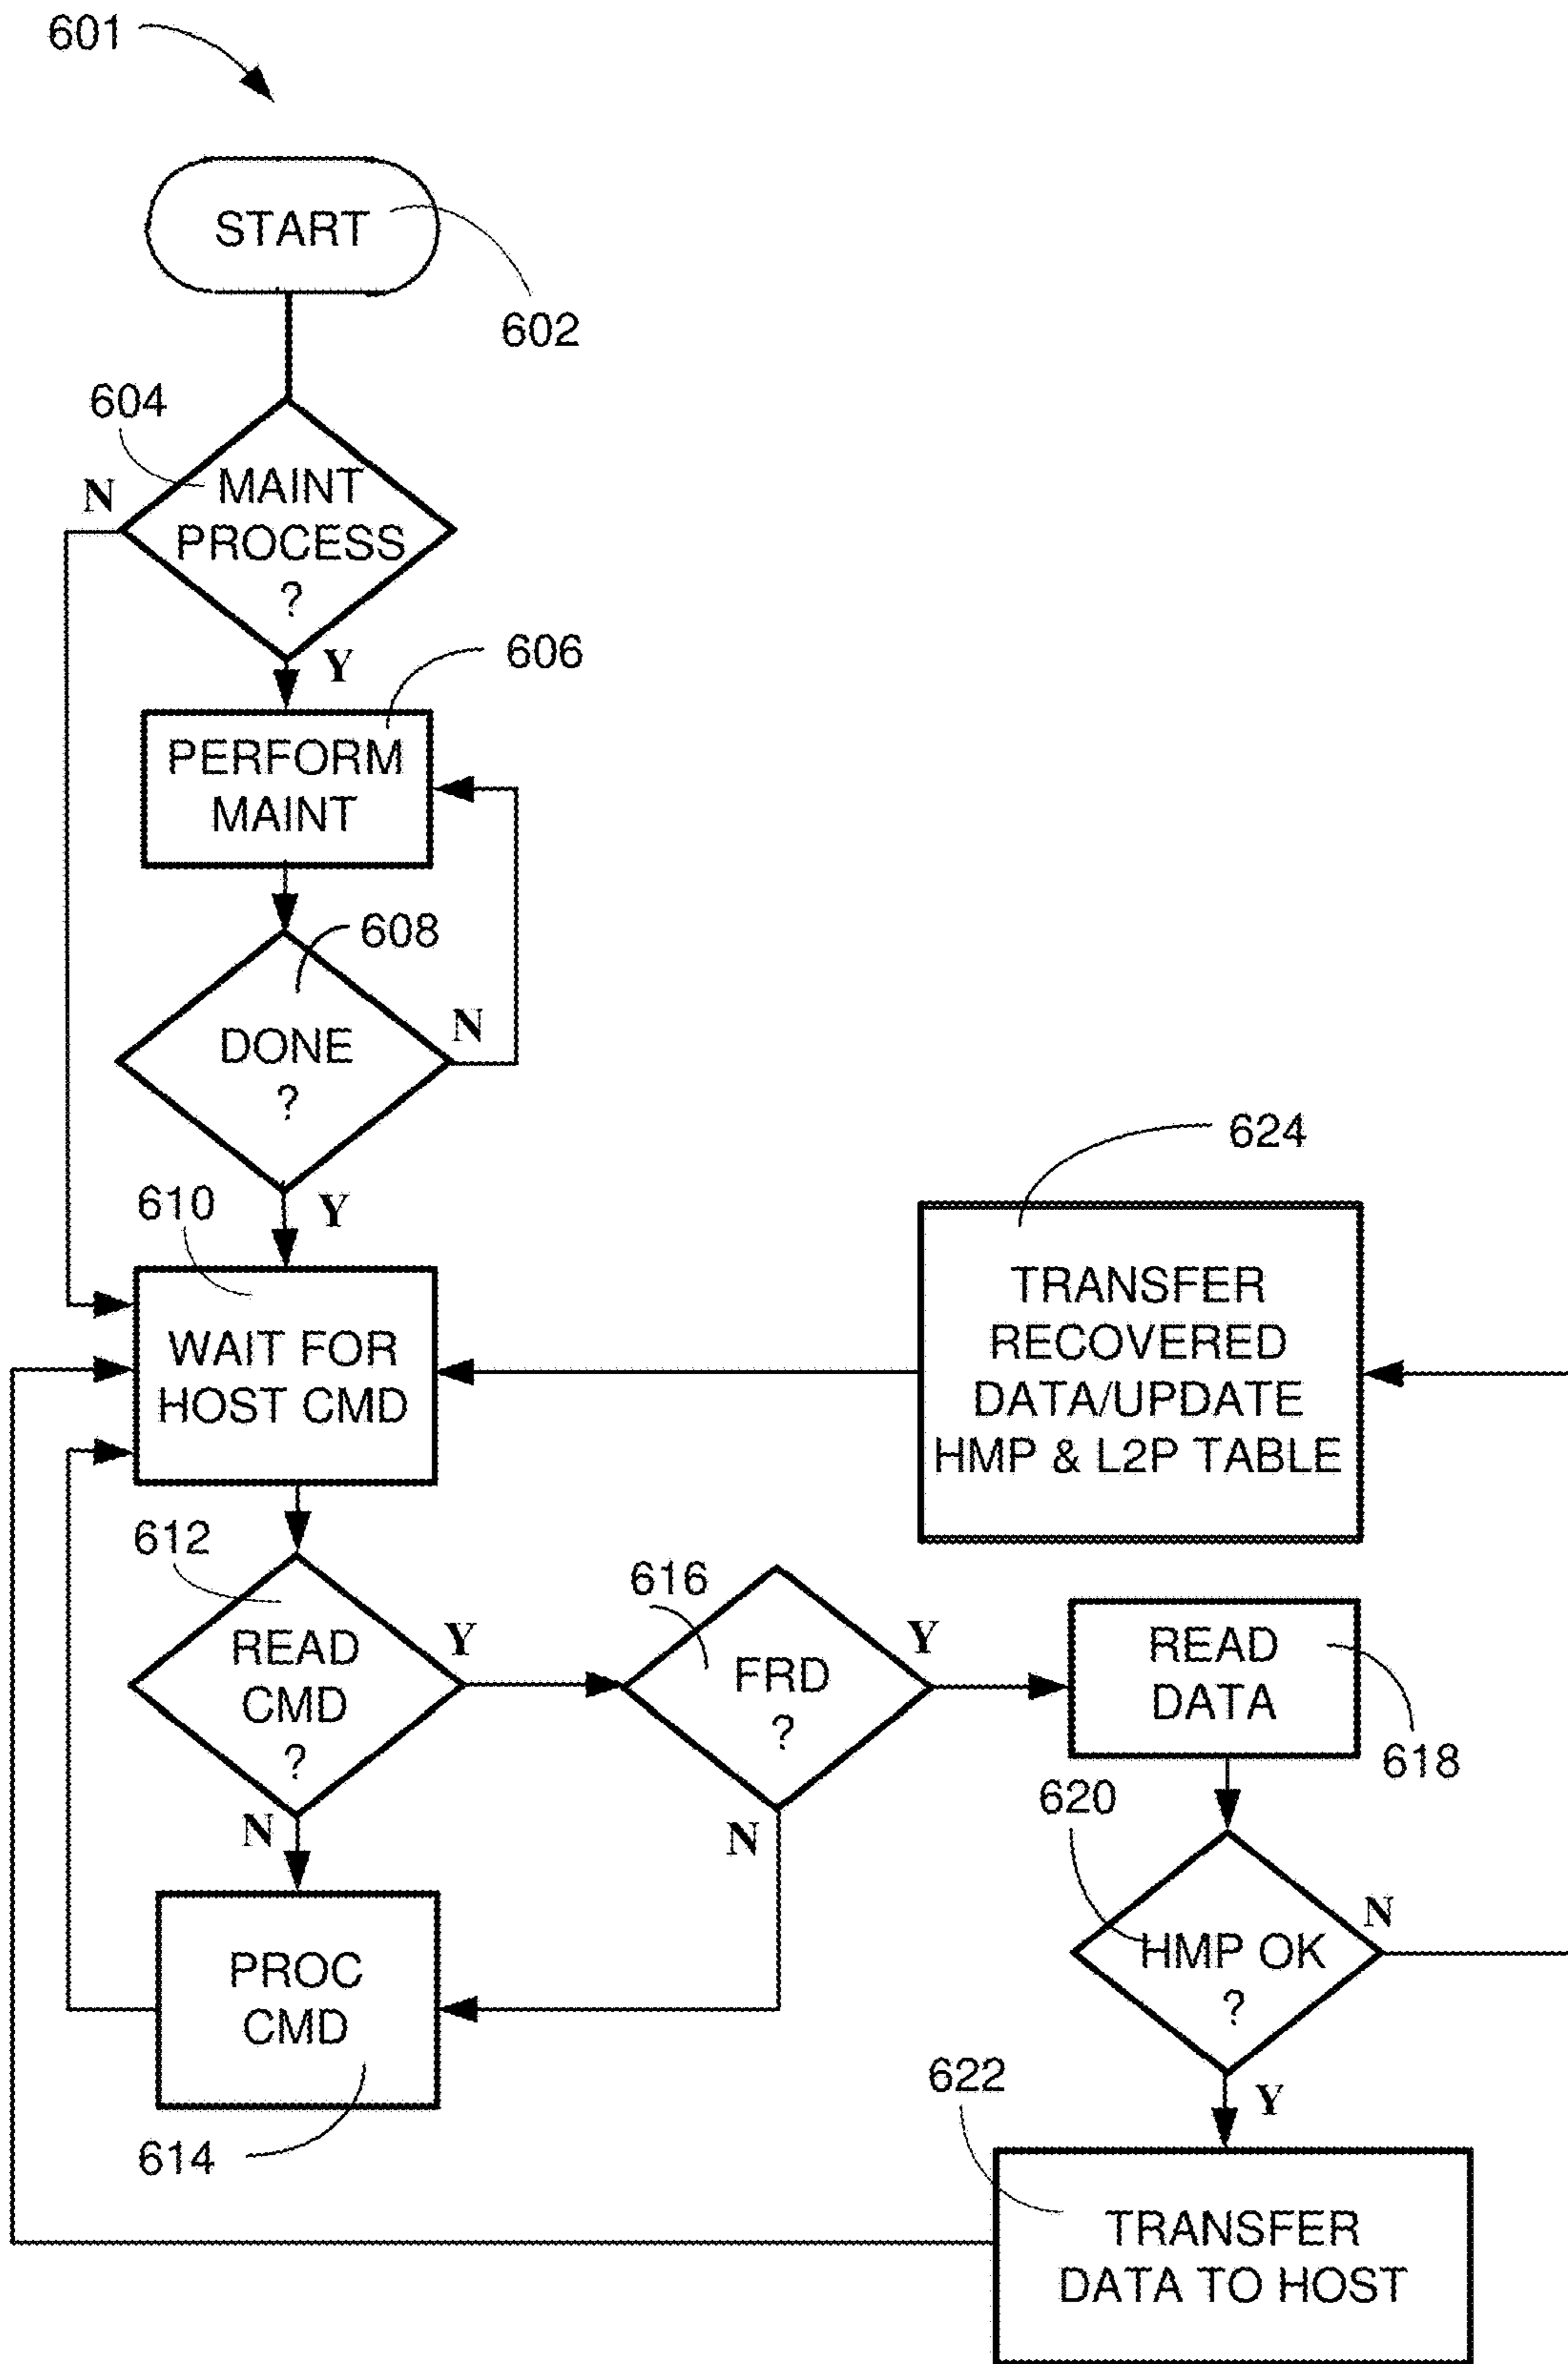 601
START
602
604
N
MAINT
PROCESS
?
Y
606
PERFORM
MAINT
608
DONE
?
N
Y
610
WAIT FOR
HOST CMD
624
TRANSFER
RECOVERED
DATA/UPDATE
HMP & L2P TABLE
612
READ
CMD
?
Y
N
616
FRD
?
Y
N
READ
DATA
618
620
HMP OK
?
N
Y
PROC
CMD
614
622
TRANSFER
DATA TO HOST